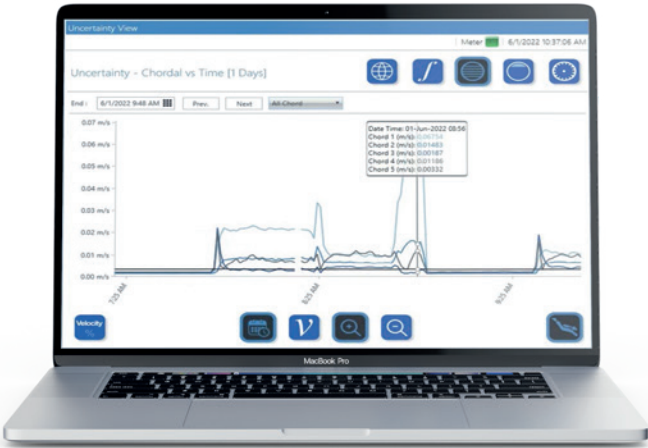 Uncertainty View
Meter 6/1/2022 10:37:06 AM
Uncertainty - Chordal vs Time [1 Days]
End : 6/1/2022 9:48 AM Prev. Next All Chord
0.07 m/s
0.06 m/s
0.05 m/s
0.04 m/s
0.03 m/s
0.02 m/s
0.01 m/s
0.00 m/s
Date Time: 01-Jun-2022 08:56
Chord 1 (m/s): 0.06754
Chord 2 (m/s): 0.01483
Chord 3 (m/s): 0.00187
Chord 4 (m/s): 0.01186
Chord 5 (m/s): 0.00332
7:25 AM
8:25 AM
9:25 AM
Velocity
%
V
MacBook Pro